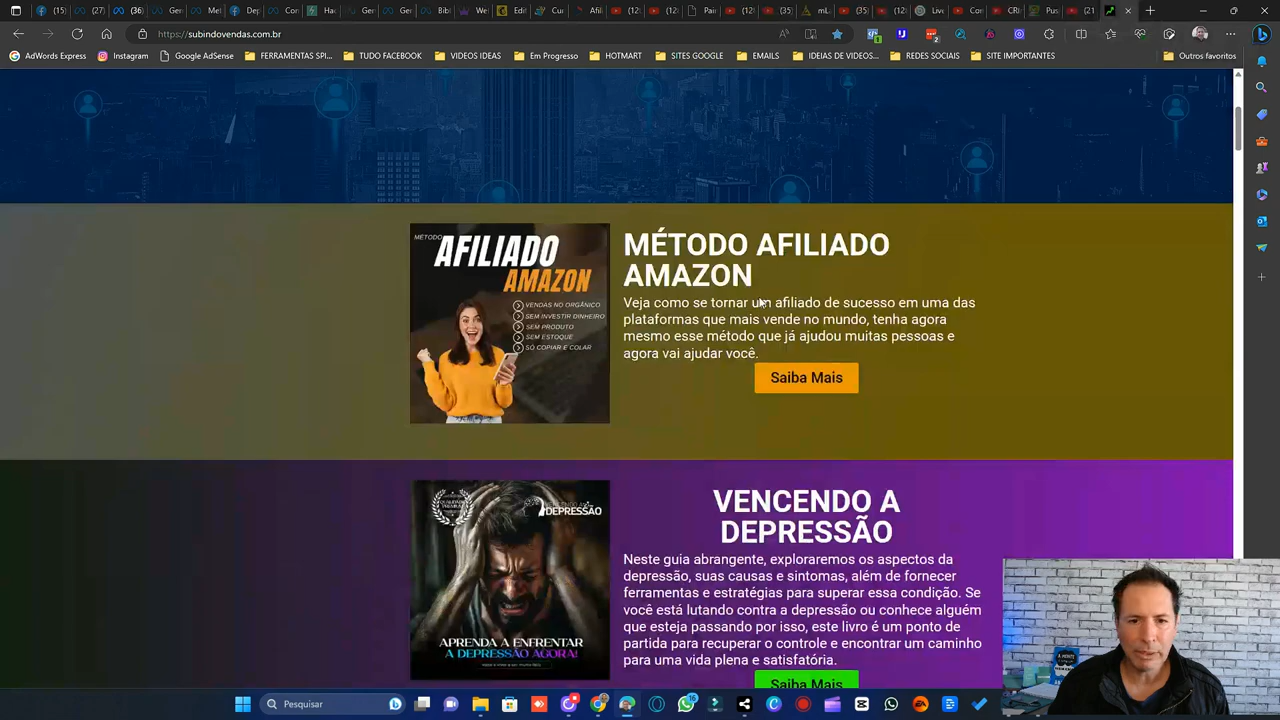 (15)
(36)
https://subindovendas.com.br
AdWords Express
Instagram
Google AdSense
FERRAMENTAS SPI...
TUDO FACEBOOK
VIDEOS IDEAS
Em Progresso
HOTMART
SITES GOOGLE
EMAILS
IDEIAS DE VIDEOS...
REDES SOCIAIS
SITE IMPORTANTES
Outros favoritos
MÉTODO
AFILIADO
AMAZON
VENDAS NO ORGÂNICO
SEM INVESTIR DINHEIRO
SEM PRODUTO
SEM ESTOQUE
SÓ COPIAR E COLAR
MÉTODO AFILIADO
AMAZON
Veja como se tornar um afiliado de sucesso em uma das
plataformas que mais vende no mundo, tenha agora
mesmo esse método que já ajudou muitas pessoas e
agora vai ajudar você.
Saiba Mais
DEPRESSÃO
APRENDA A ENFRENTAR
A DEPRESSÃO AGORA!
VENCENDO A
DEPRESSÃO
Neste guia abrangente, exploraremos os aspectos da
depressão, suas causas e sintomas, além de fornecer
ferramentas e estratégias para superar essa condição. Se
você está lutando contra a depressão ou conhece alguém
que esteja passando por isso, este livro é um ponto de
partida para recuperar o controle e encontrar um caminho
para uma vida plena e satisfatória.
Saiba Mais
Pesquisar
16